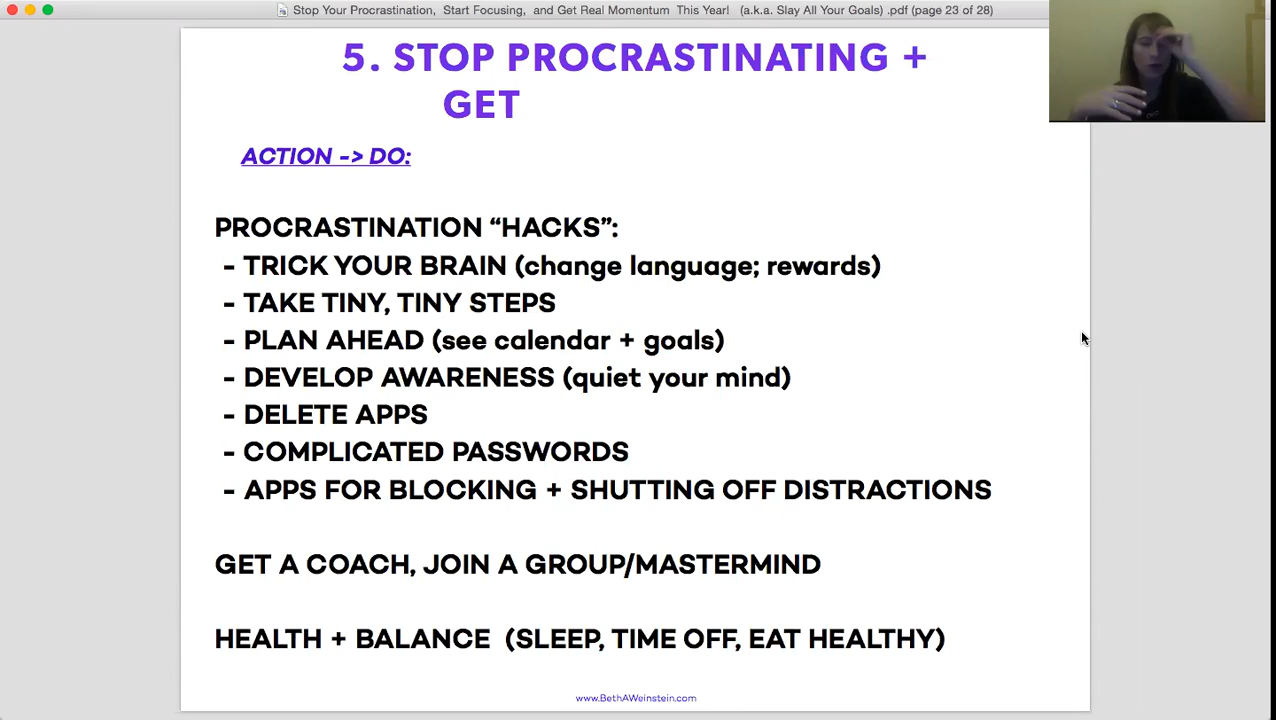 Stop Your Procrastination, Start Focusing, and Get Real Momentum This Year! (a.k.a. Slay All Your Goals) .pdf (page 23 of 28)
5. STOP PROCRASTINATING +
GET
ACTION -> DO:
PROCRASTINATION “HACKS”:
- TRICK YOUR BRAIN (change language; rewards)
- TAKE TINY, TINY STEPS
- PLAN AHEAD (see calendar + goals)
- DEVELOP AWARENESS (quiet your mind)
- DELETE APPS
- COMPLICATED PASSWORDS
- APPS FOR BLOCKING + SHUTTING OFF DISTRACTIONS
GET A COACH, JOIN A GROUP/MASTERMIND
HEALTH + BALANCE (SLEEP, TIME OFF, EAT HEALTHY)
www.BethAWeinstein.com